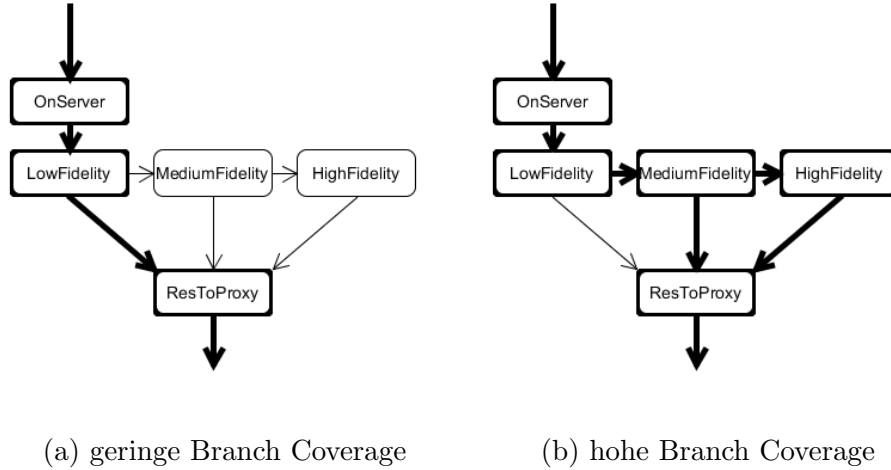 OnServer
LowFidelity MediumFidelity HighFidelity
ResToProxy
(a) geringe Branch Coverage
OnServer
LowFidelity MediumFidelity HighFidelity
ResToProxy
(b) hohe Branch Coverage